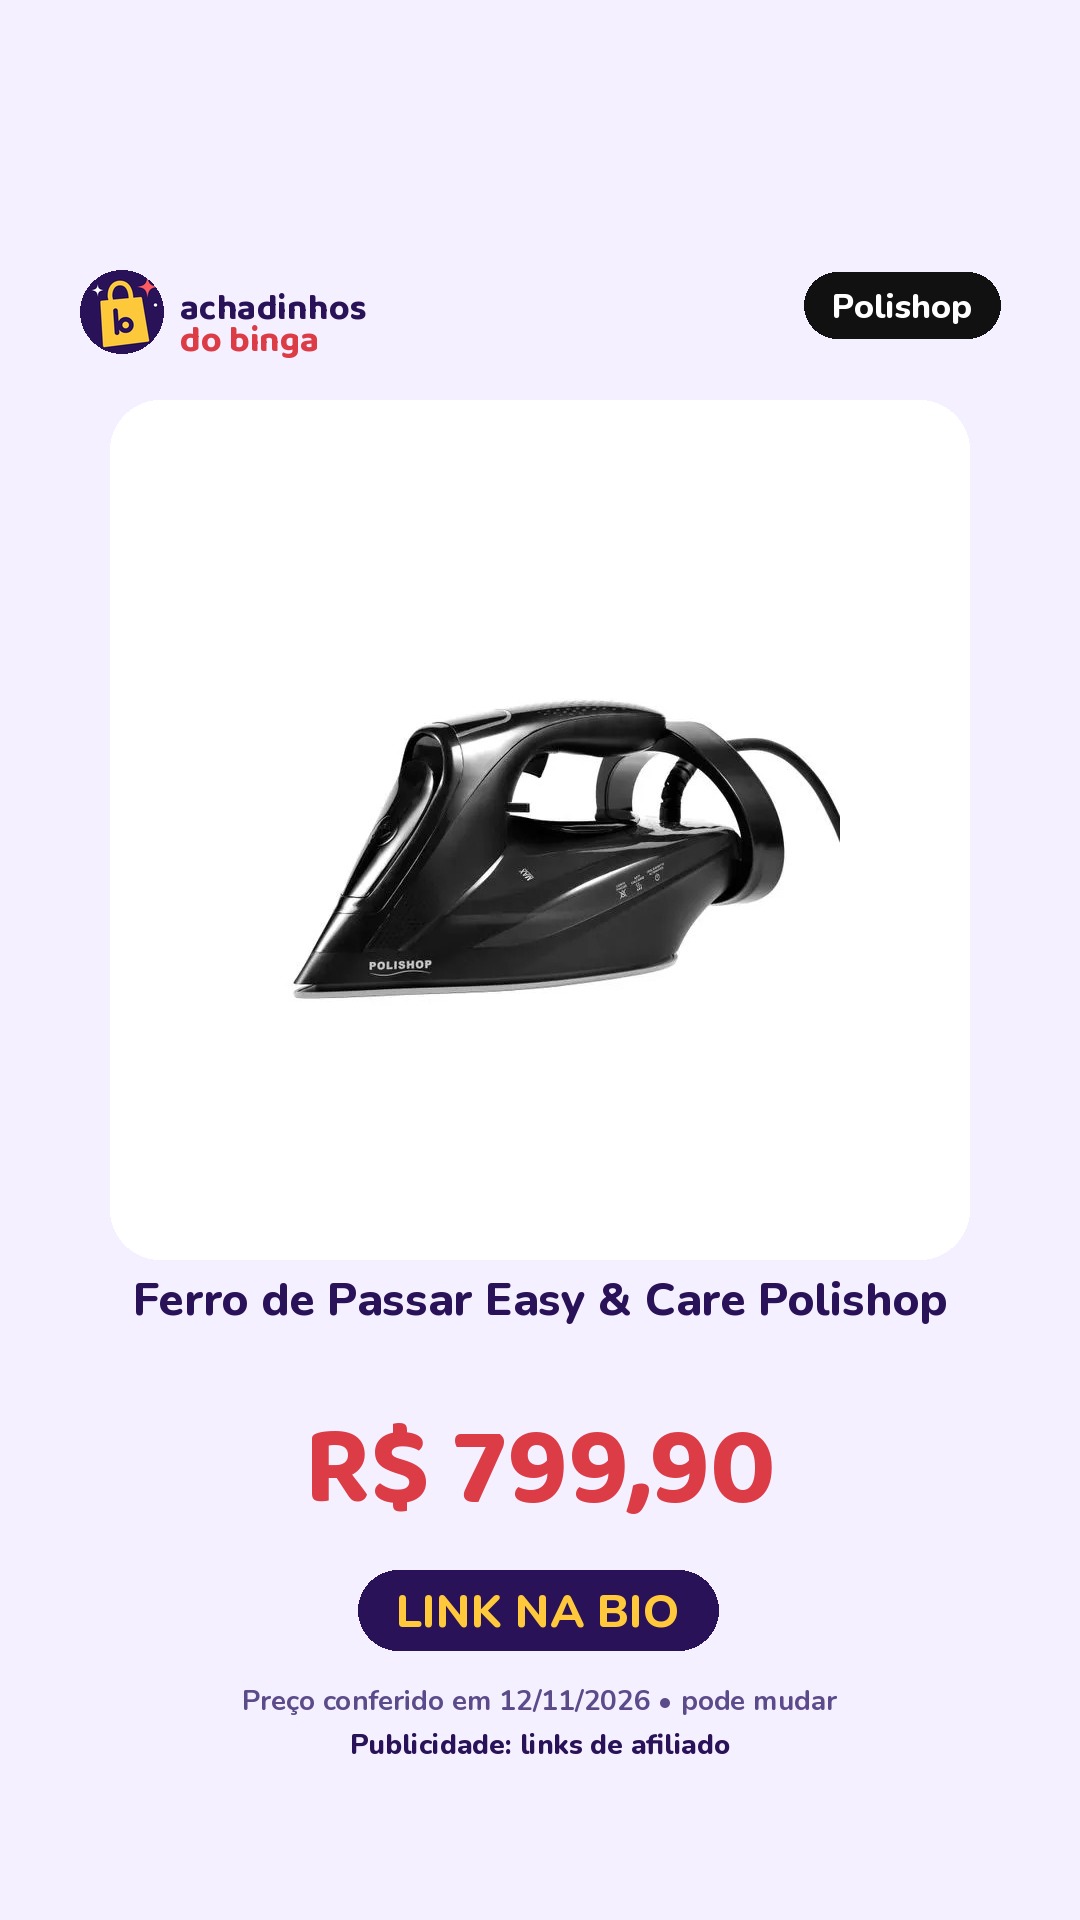 achadinhos
do binga
Polishop
MAX
POLISHOP
Ferro de Passar Easy & Care Polishop
R$ 799,90
LINK NA BIO
Preço conferido em 12/11/2026 • pode mudar
Publicidade: links de afiliado